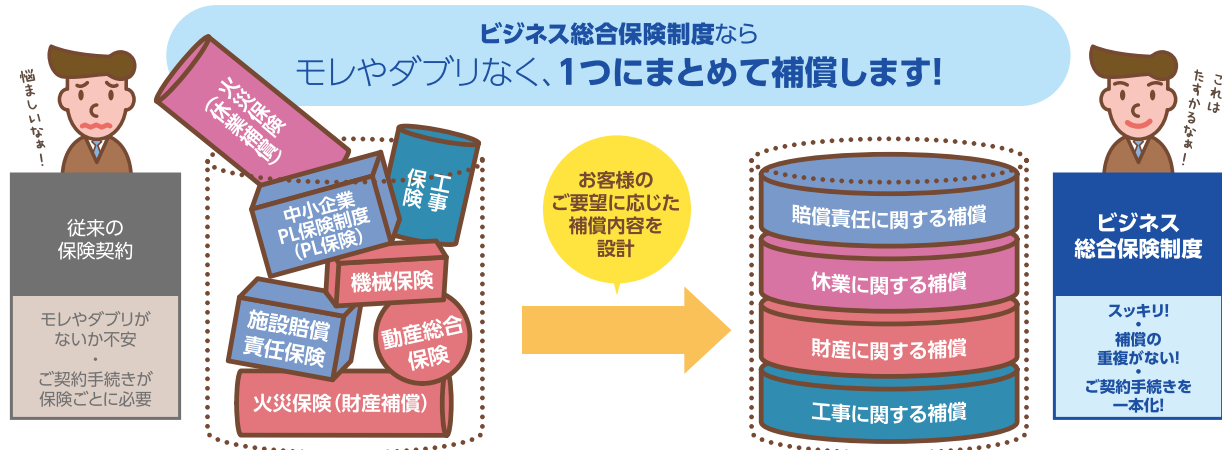 ビジネス総合保険制度なら
モレやダブりなく、1つにまとめて補償します!
悩ましいなぁ!
従来の
保険契約
モレやダブりが
ないか不安
・
ご契約手続きが
保険ごとに必要
火災保険
(休業補償)
工事
保険
中小企業
PL保険制度
(PL保険)
機械保険
施設賠償
責任保険
動産総合
保険
火災保険(財産補償)
お客様の
ご要望に応じた
補償内容を
設計
賠償責任に関する補償
休業に関する補償
財産に関する補償
工事に関する補償
これは
たすかるなぁ!
ビジネス
総合保険制度
スッキリ!
・
補償の
重複がない!
・
ご契約手続きを
一本化!